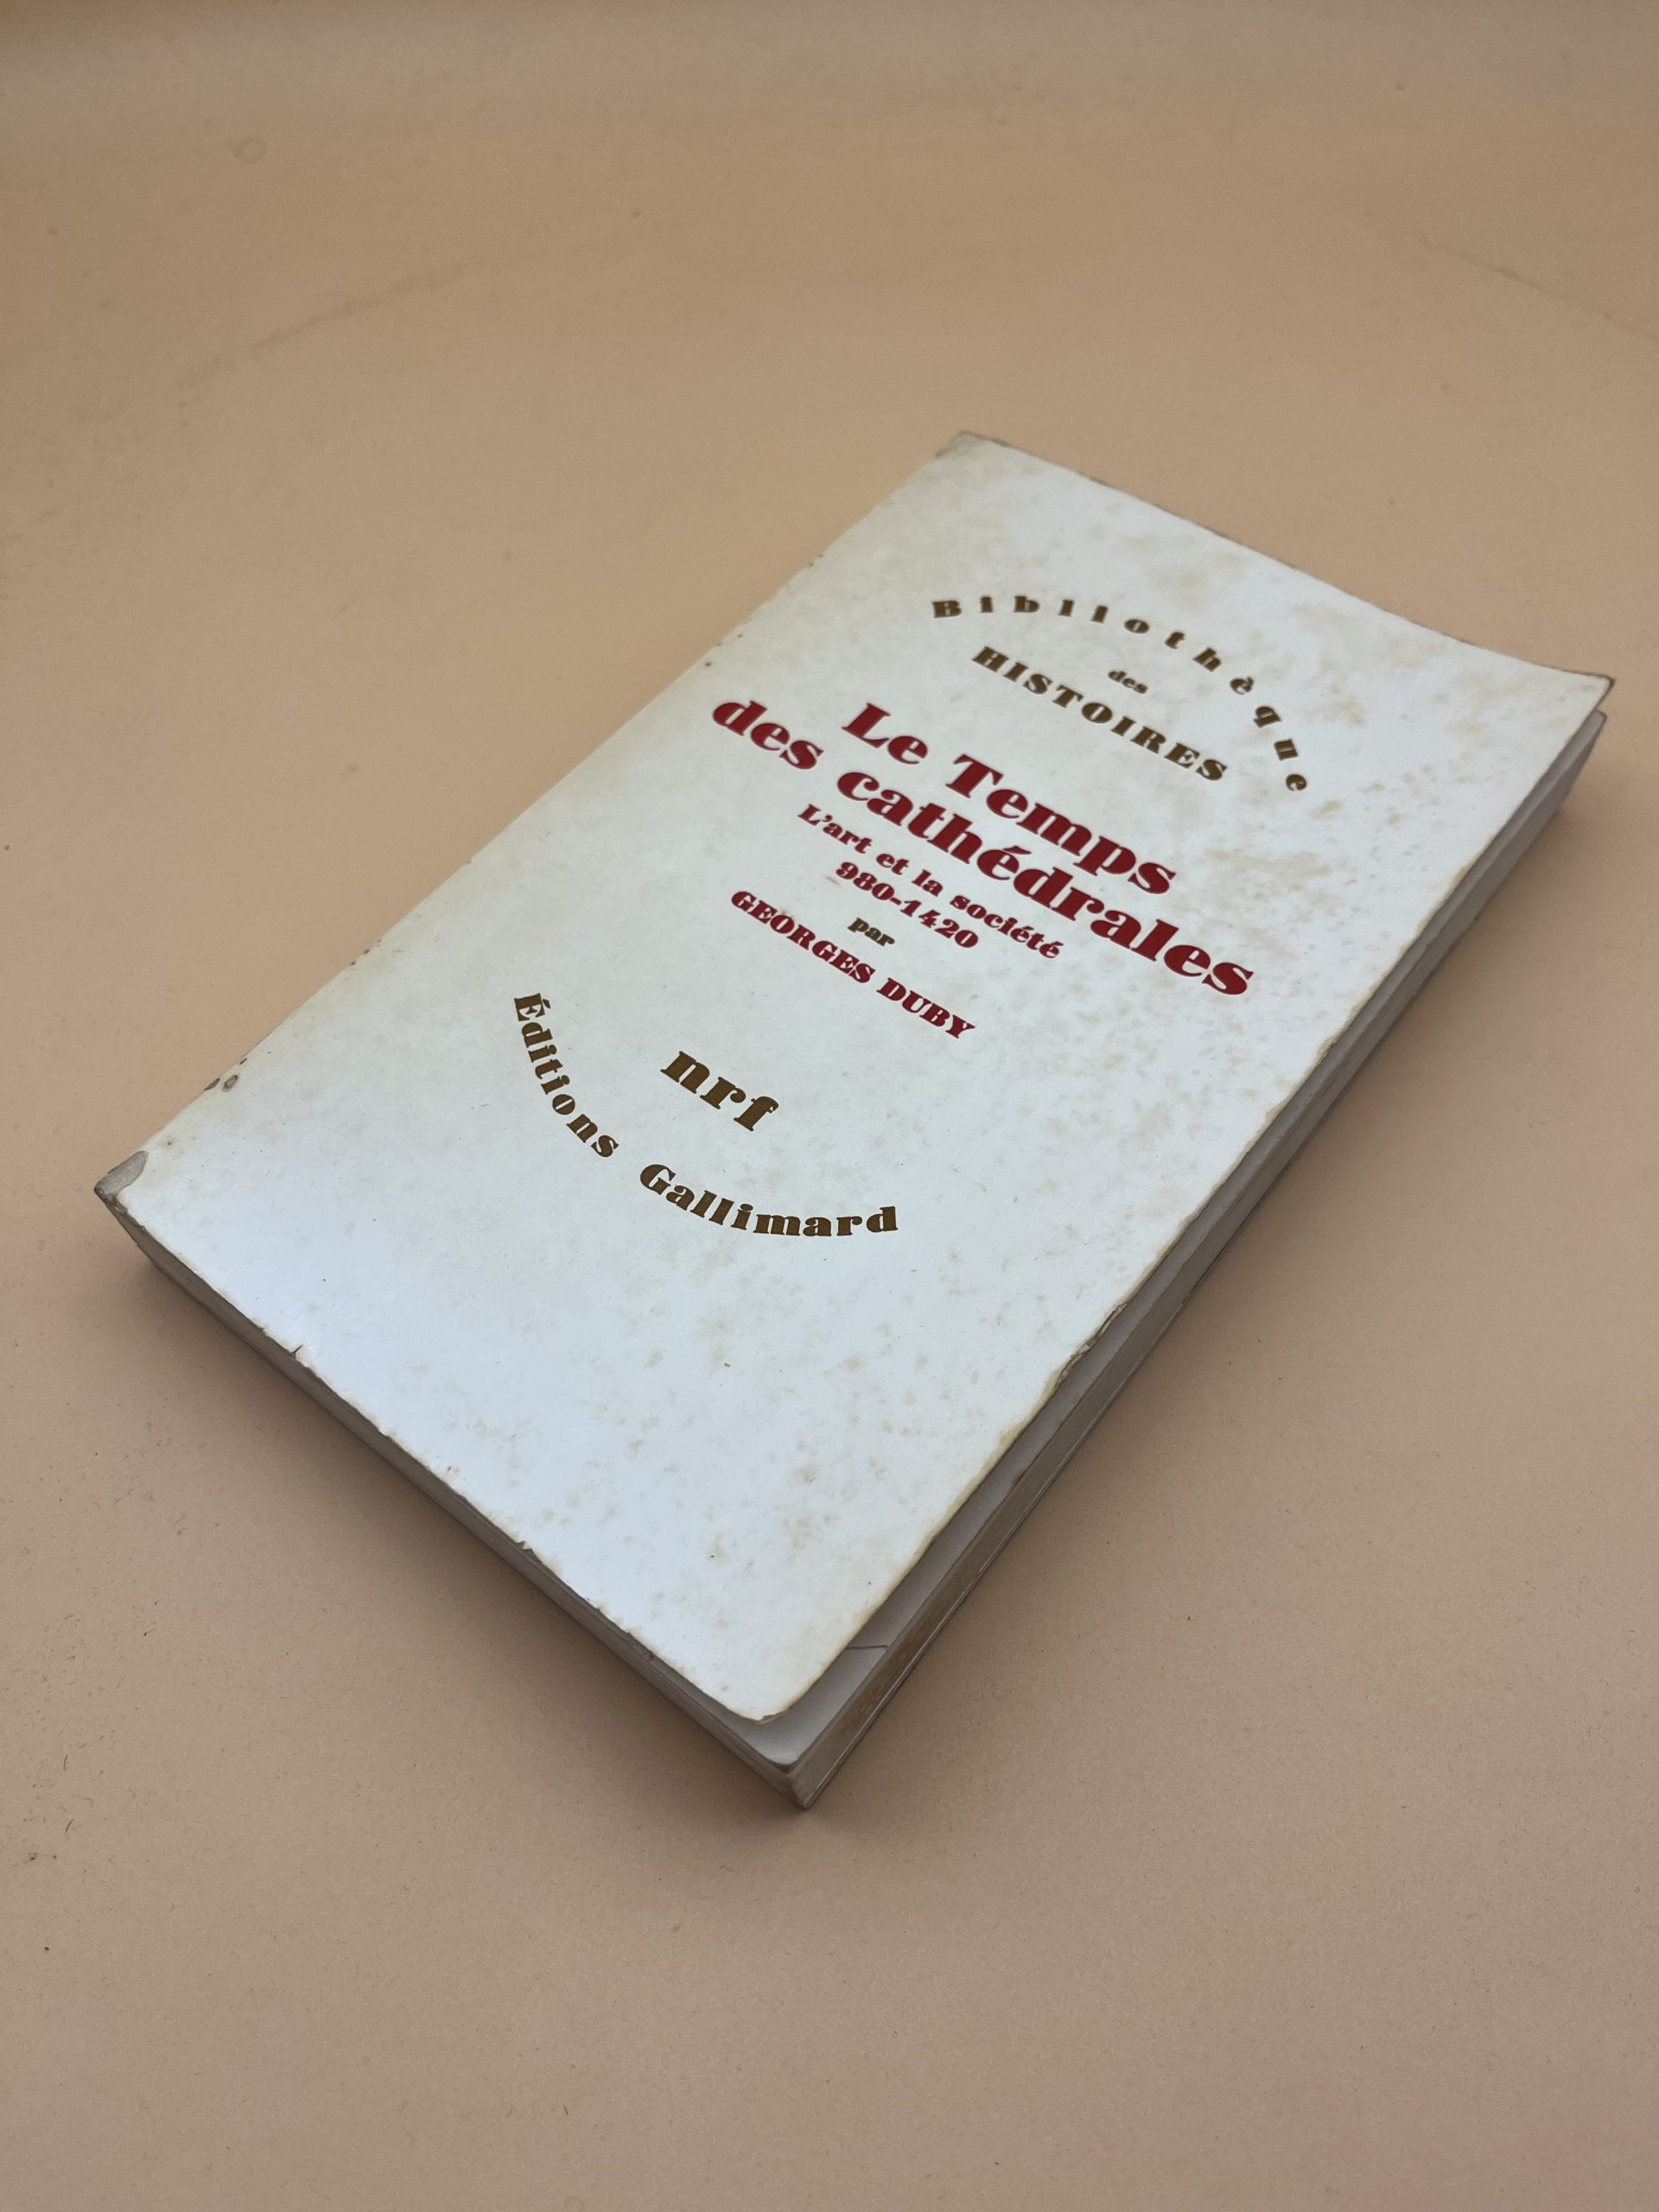 Bibliothèque
des
HISTOIRES
Le Temps
des cathédrales
L'art et la société
980-1420
par
GEORGES DUBY
nrf
Éditions Gallimard